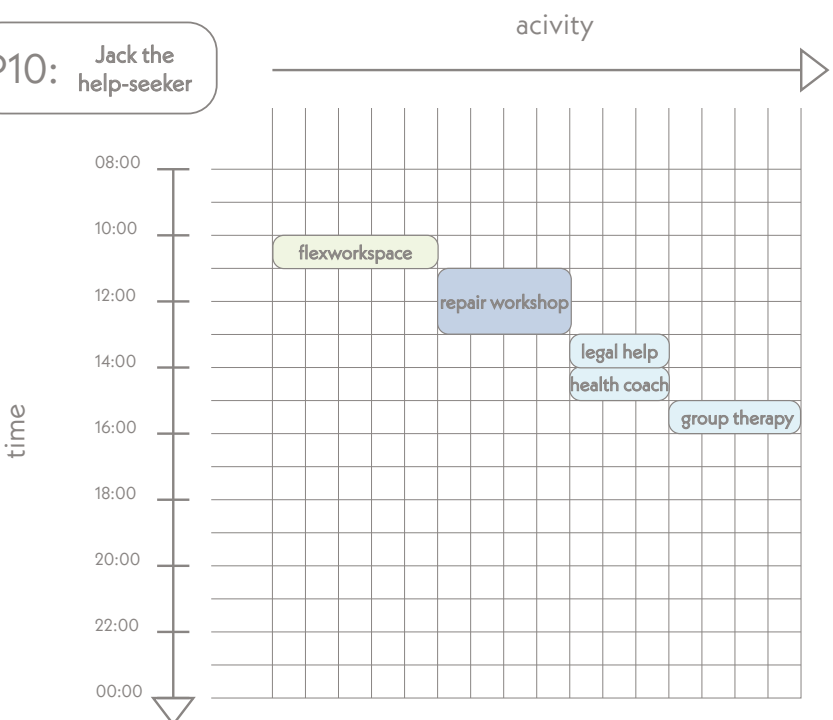 acivity
P10:
Jack the
help-seeker
08:00
10:00
flexworkspace
12:00
repair workshop
legal help
14:00
health coach
group therapy
16:00
time
18:00
20:00
22:00
00:00